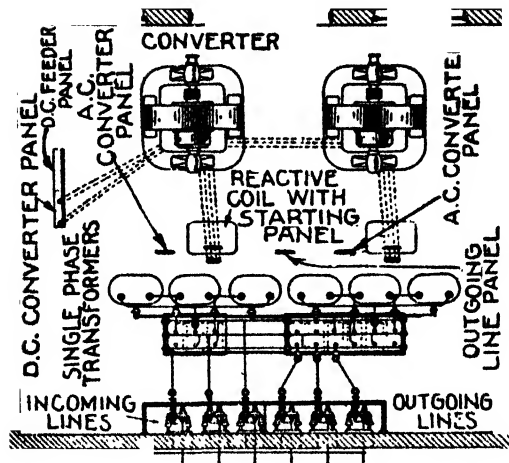 CONVERTER
D.C. FEEDER
PANEL
A.C.
CONVERTER
PANEL
A.C. CONVERTE
PANEL
D.C. CONVERTER PANEL
SINGLE PHASE
TRANSFORMERS
REACTIVE
COIL WITH
STARTING
PANEL
OUTGOING
LINE PANEL
INCOMING
LINES
OUTGOING
LINES